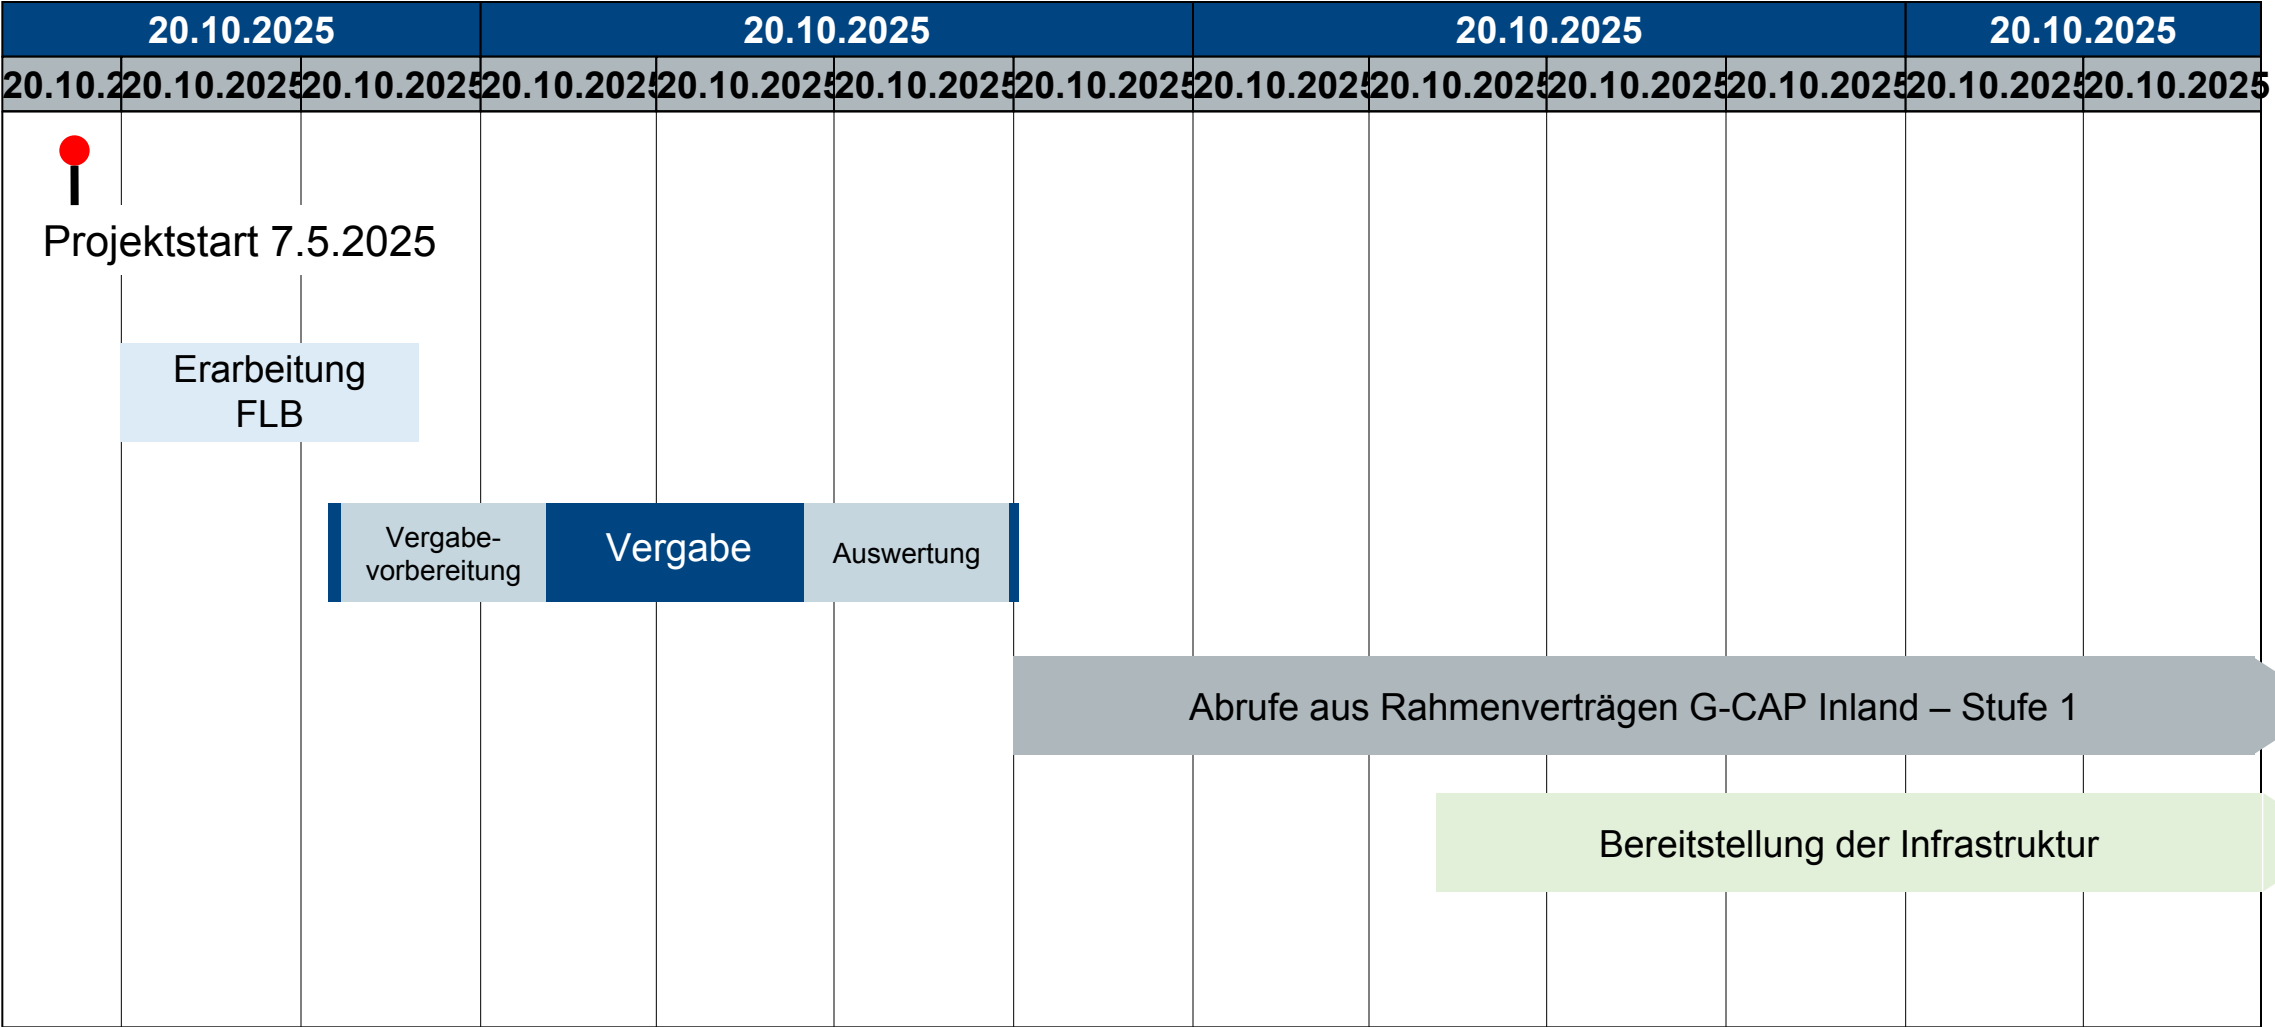 20.10.2025 20.10.2025 20.10.2025 20.10.2025
20.10.2 20.10.2025 20.10.2025 20.10.2025 20.10.2025 20.10.2025 20.10.2025 20.10.2025 20.10.2025 20.10.2025 20.10.2025 20.10.2025 20.10.2025
Projektstart 7.5.2025
Erarbeitung
FLB
Vergabe-
vorbereitung
Vergabe
Auswertung
Abrufe aus Rahmenverträgen G-CAP Inland – Stufe 1
Bereitstellung der Infrastruktur